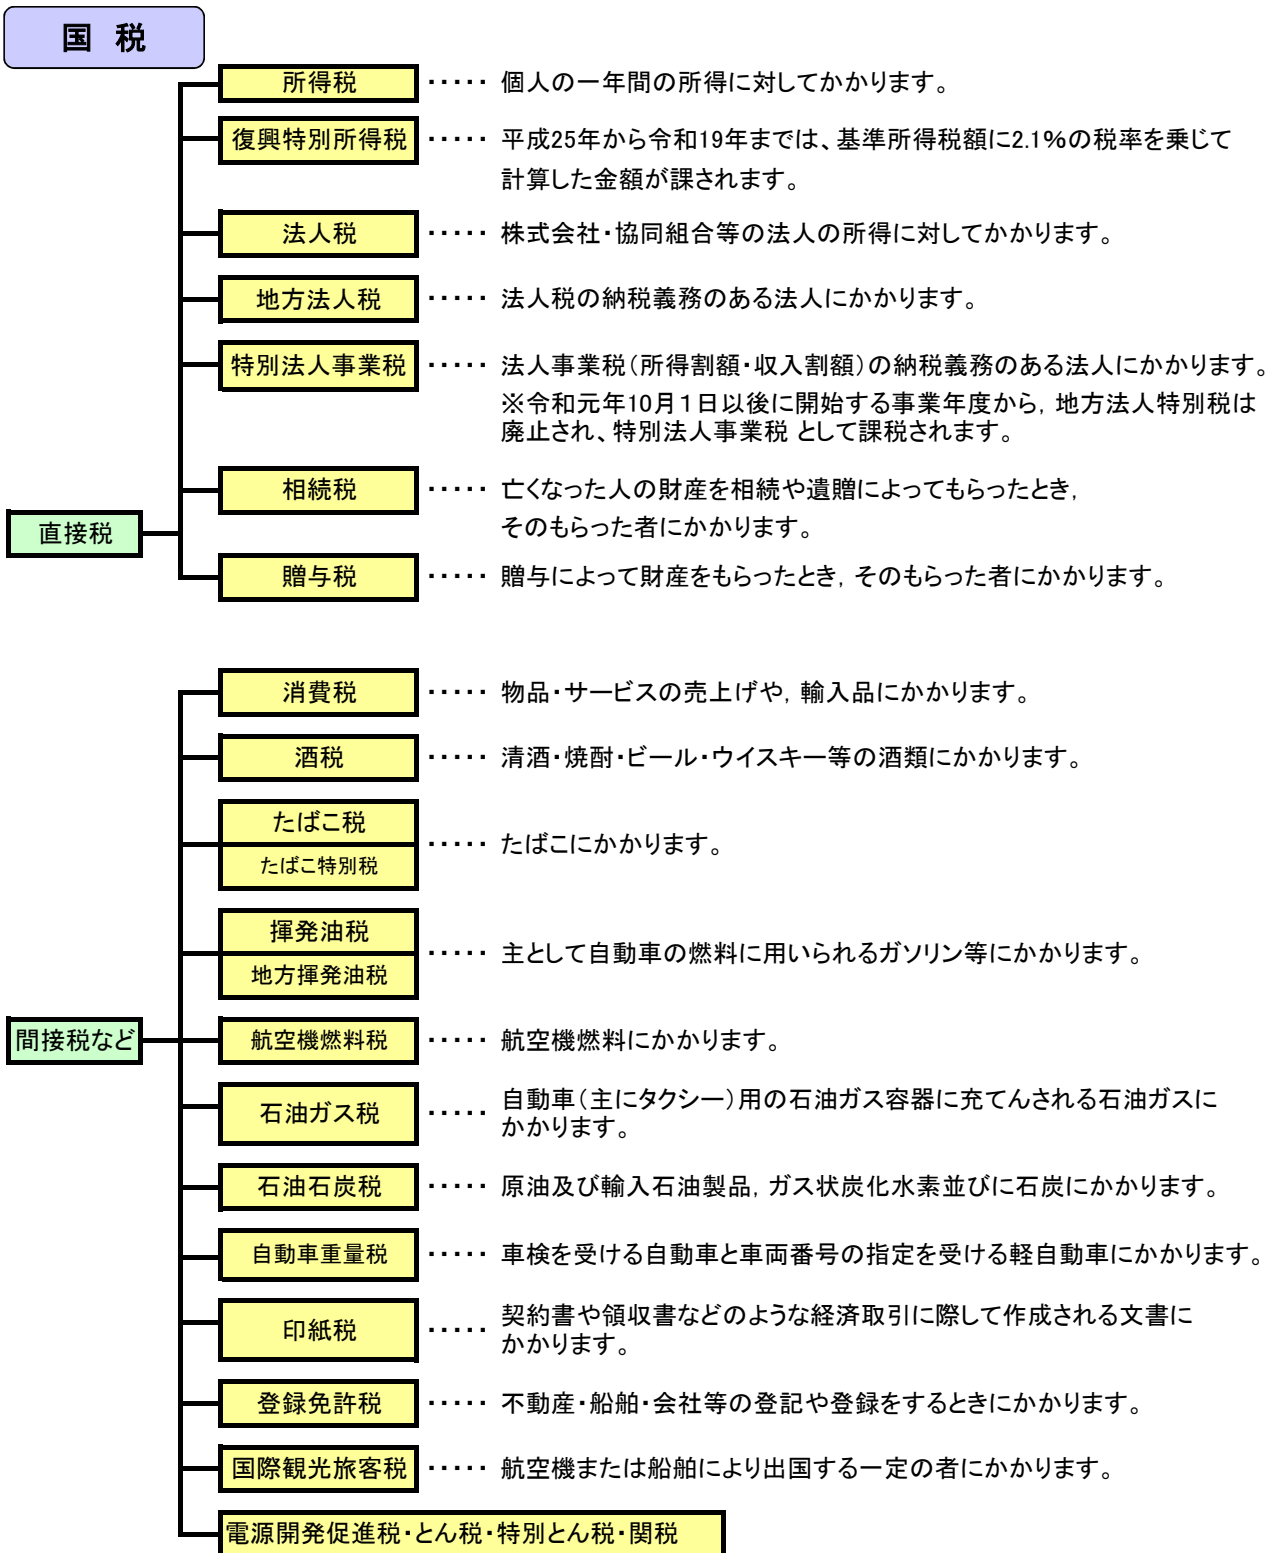 国 税
所得税 ・・・・・ 個人の一年間の所得に対してかかります。
復興特別所得税 ・・・・・ 平成25年から令和19年までは、基準所得税額に2.1%の税率を乗じて
計算した金額が課されます。
法人税 ・・・・・ 株式会社・協同組合等の法人の所得に対してかかります。
地方法人税 ・・・・・ 法人税の納税義務のある法人にかかります。
特別法人事業税 ・・・・・ 法人事業税（所得割額・収入割額）の納税義務のある法人にかかります。
※令和元年10月１日以後に開始する事業年度から，地方法人特別税は
廃止され、特別法人事業税 として課税されます。
相続税 ・・・・・ 亡くなった人の財産を相続や遺贈によってもらったとき，
そのもらった者にかかります。
直接税
贈与税 ・・・・・ 贈与によって財産をもらったとき，そのもらった者にかかります。
消費税 ・・・・・ 物品・サービスの売上げや，輸入品にかかります。
酒税 ・・・・・ 清酒・焼酎・ビール・ウイスキー等の酒類にかかります。
たばこ税
たばこ特別税 ・・・・・ たばこにかかります。
揮発油税
地方揮発油税 ・・・・・ 主として自動車の燃料に用いられるガソリン等にかかります。
間接税など
航空機燃料税 ・・・・・ 航空機燃料にかかります。
石油ガス税 ・・・・・ 自動車（主にタクシー）用の石油ガス容器に充てんされる石油ガスに
かかります。
石油石炭税 ・・・・・ 原油及び輸入石油製品，ガス状炭化水素並びに石炭にかかります。
自動車重量税 ・・・・・ 車検を受ける自動車と車両番号の指定を受ける軽自動車にかかります。
印紙税 ・・・・・ 契約書や領収書などのような経済取引に際して作成される文書に
かかります。
登録免許税 ・・・・・ 不動産・船舶・会社等の登記や登録をするときにかかります。
国際観光旅客税 ・・・・・ 航空機または船舶により出国する一定の者にかかります。
電源開発促進税・とん税・特別とん税・関税